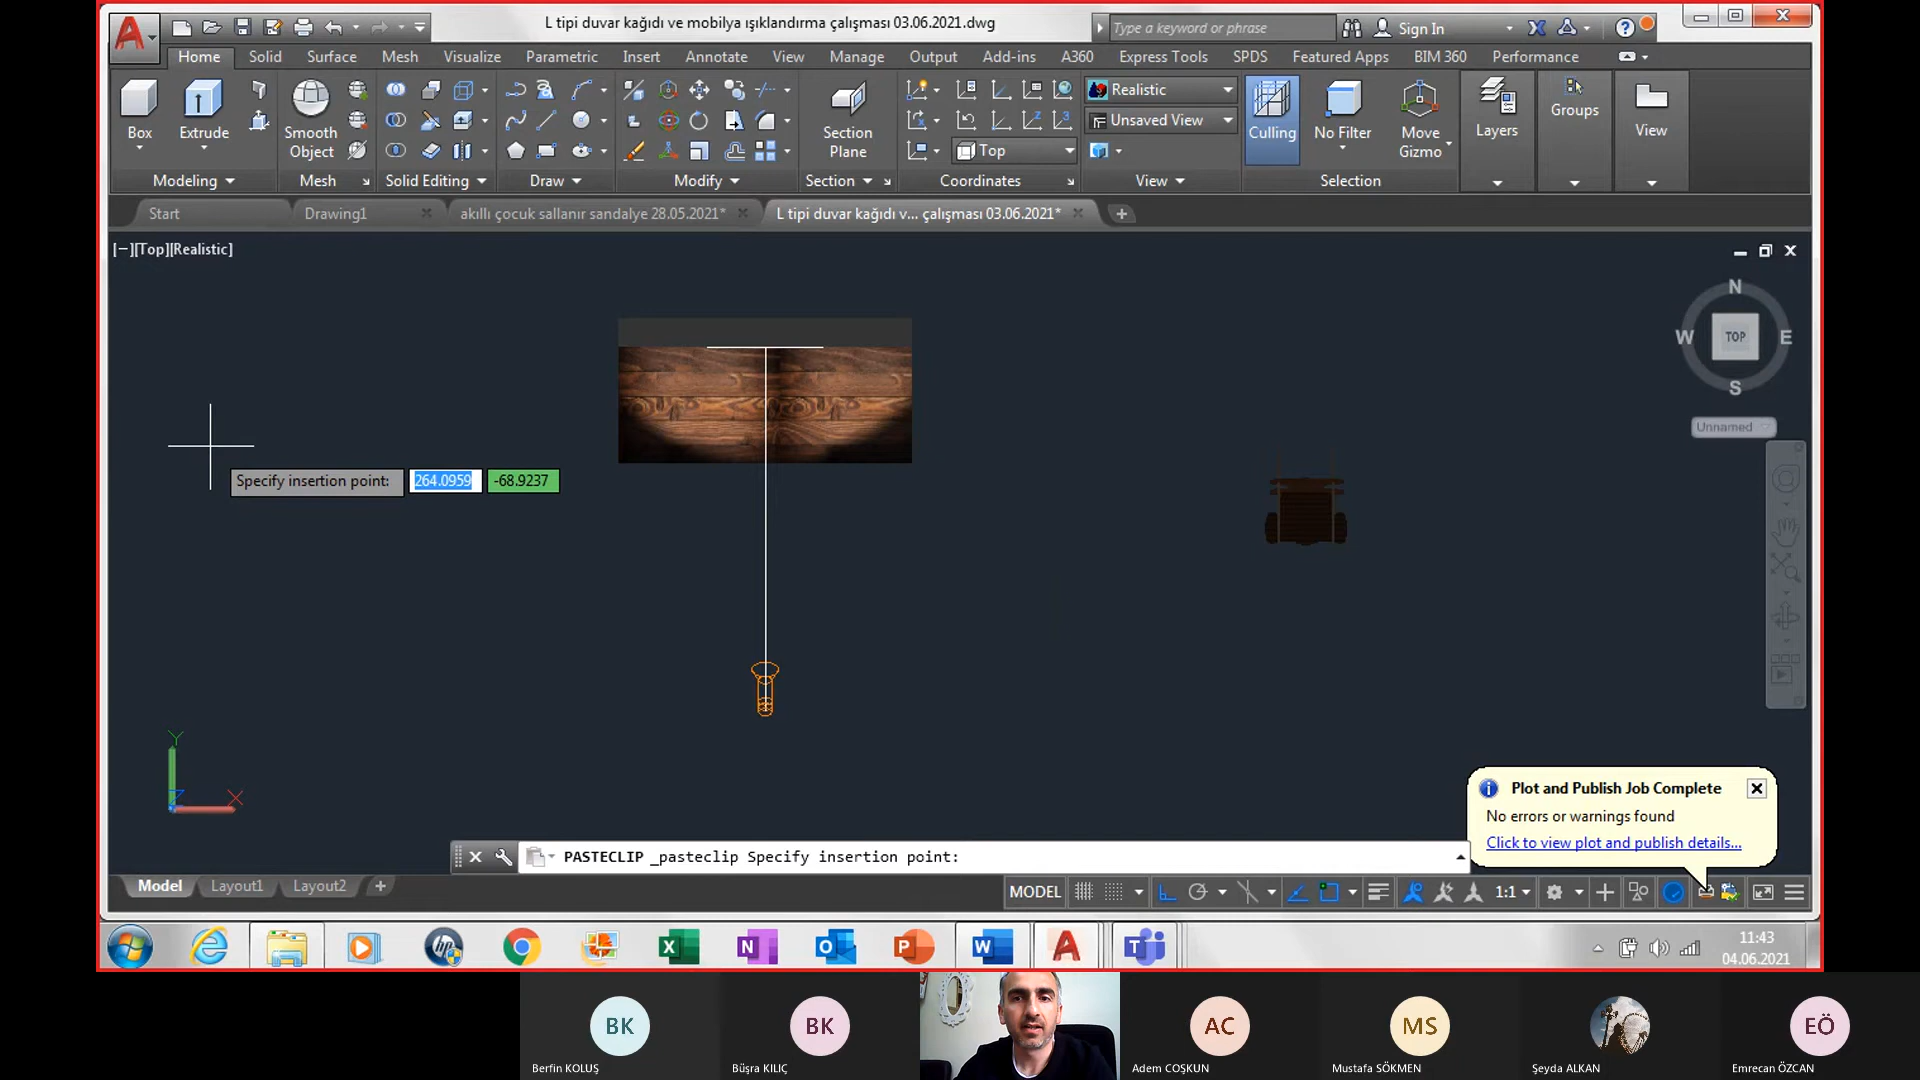 L tipi duvar kağıdı ve mobilya ışıklandırma çalışması 03.06.2021.dwg
Type a keyword or phrase
Sign In
Home Solid Surface Mesh Visualize Parametric Insert Annotate View Manage Output Add-ins A360 Express Tools SPDS Featured Apps BIM 360 Performance
Realistic
Unsaved View
Top
Box
Extrude
Smooth Object
Section Plane
Culling
No Filter
Move Gizmo
Layers
Groups
View
Modeling Mesh Solid Editing Draw Modify Section Coordinates View Selection
Start Drawing1 akıllı çocuk sallanır sandalye 28.05.2021* L tipi duvar kağıdı v... çalışması 03.06.2021*
[−][Top][Realistic]
N
W TOP E
S
Unnamed
Specify insertion point: 264.0959 -68.9237
Y
Z X
Plot and Publish Job Complete
No errors or warnings found
Click to view plot and publish details...
PASTECLIP _pasteclip Specify insertion point:
Model Layout1 Layout2
MODEL 1:1
11:43
04.06.2021
BK BK AC MS EÖ
Berfin KOLUŞ Büşra KILIÇ Adem COŞKUN Mustafa SÖKMEN Şeyda ALKAN Emrecan ÖZCAN